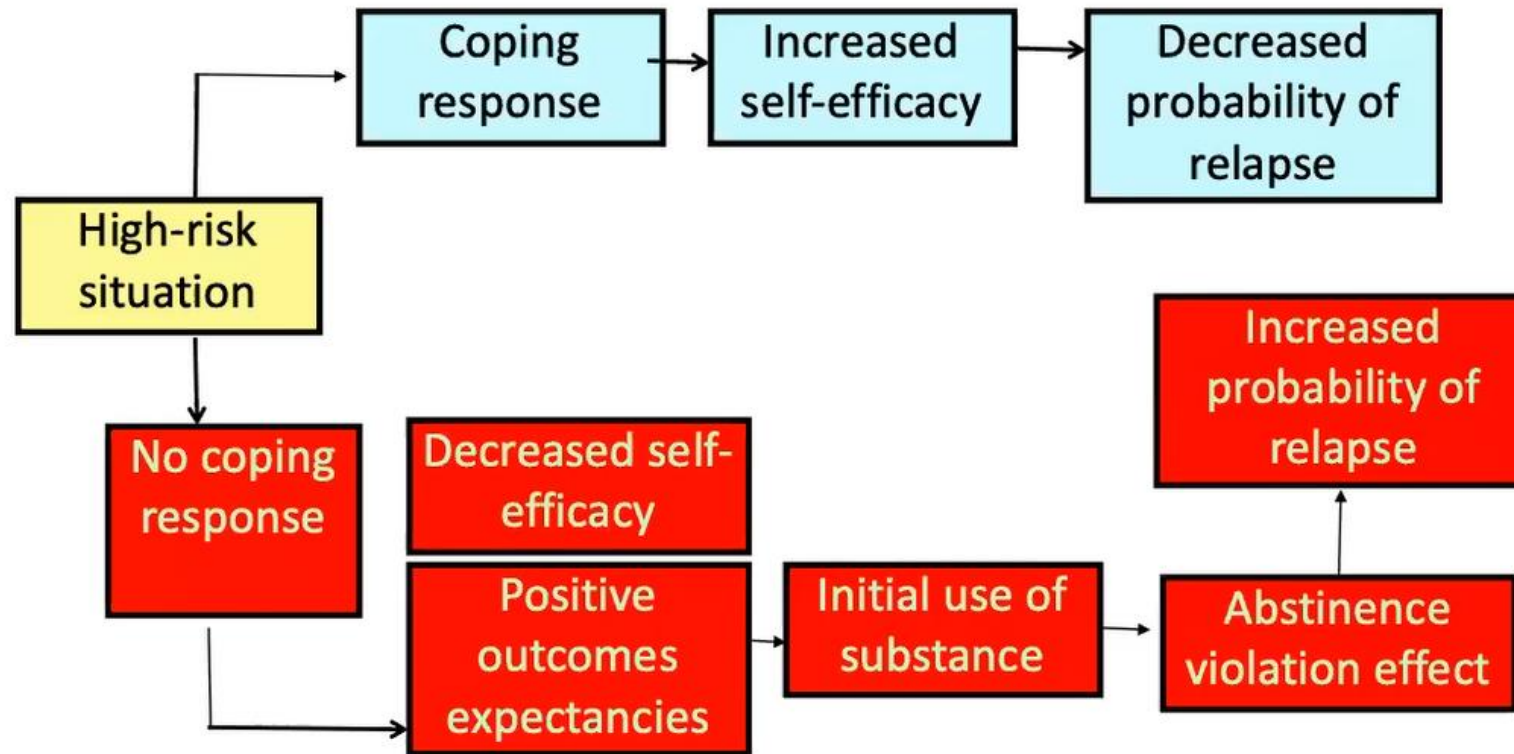 Coping
response
Increased
self-efficacy
Decreased
probability of
relapse
High-risk
situation
No coping
response
Decreased self-
efficacy
Positive
outcomes
expectancies
Initial use of
substance
Abstinence
violation effect
Increased
probability of
relapse